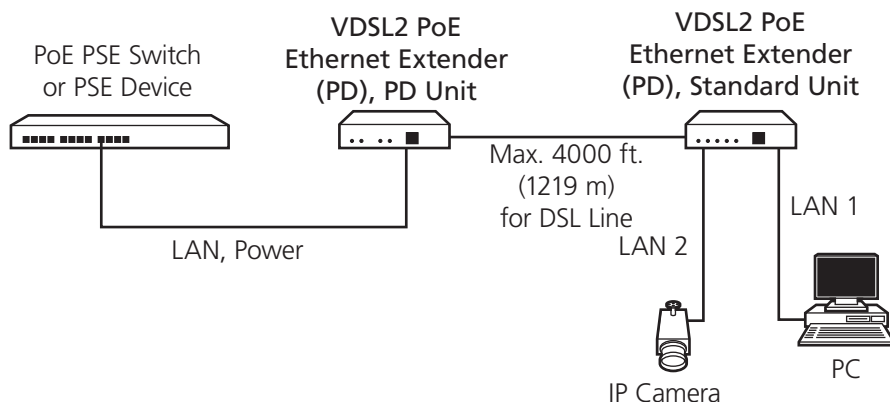 PoE PSE Switch
or PSE Device
VDSL2 PoE
Ethernet Extender
(PD), PD Unit
VDSL2 PoE
Ethernet Extender
(PD), Standard Unit
Max. 4000 ft.
(1219 m)
for DSL Line
LAN, Power
LAN 2
LAN 1
IP Camera
PC